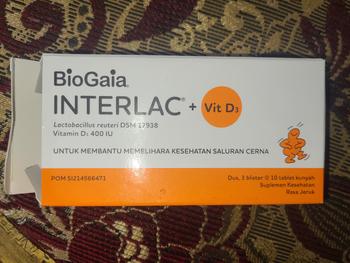 BioGaia
INTERLAC® + Vit D₃
Lactobacillus reuteri DSM 17938
Vitamin D₃ 400 IU
UNTUK MEMBANTU MEMELIHARA KESEHATAN SALURAN CERNA
POM SI214566471
Dus, 3 blister @ 10 tablet kunyah
Suplemen Kesehatan
Rasa Jeruk